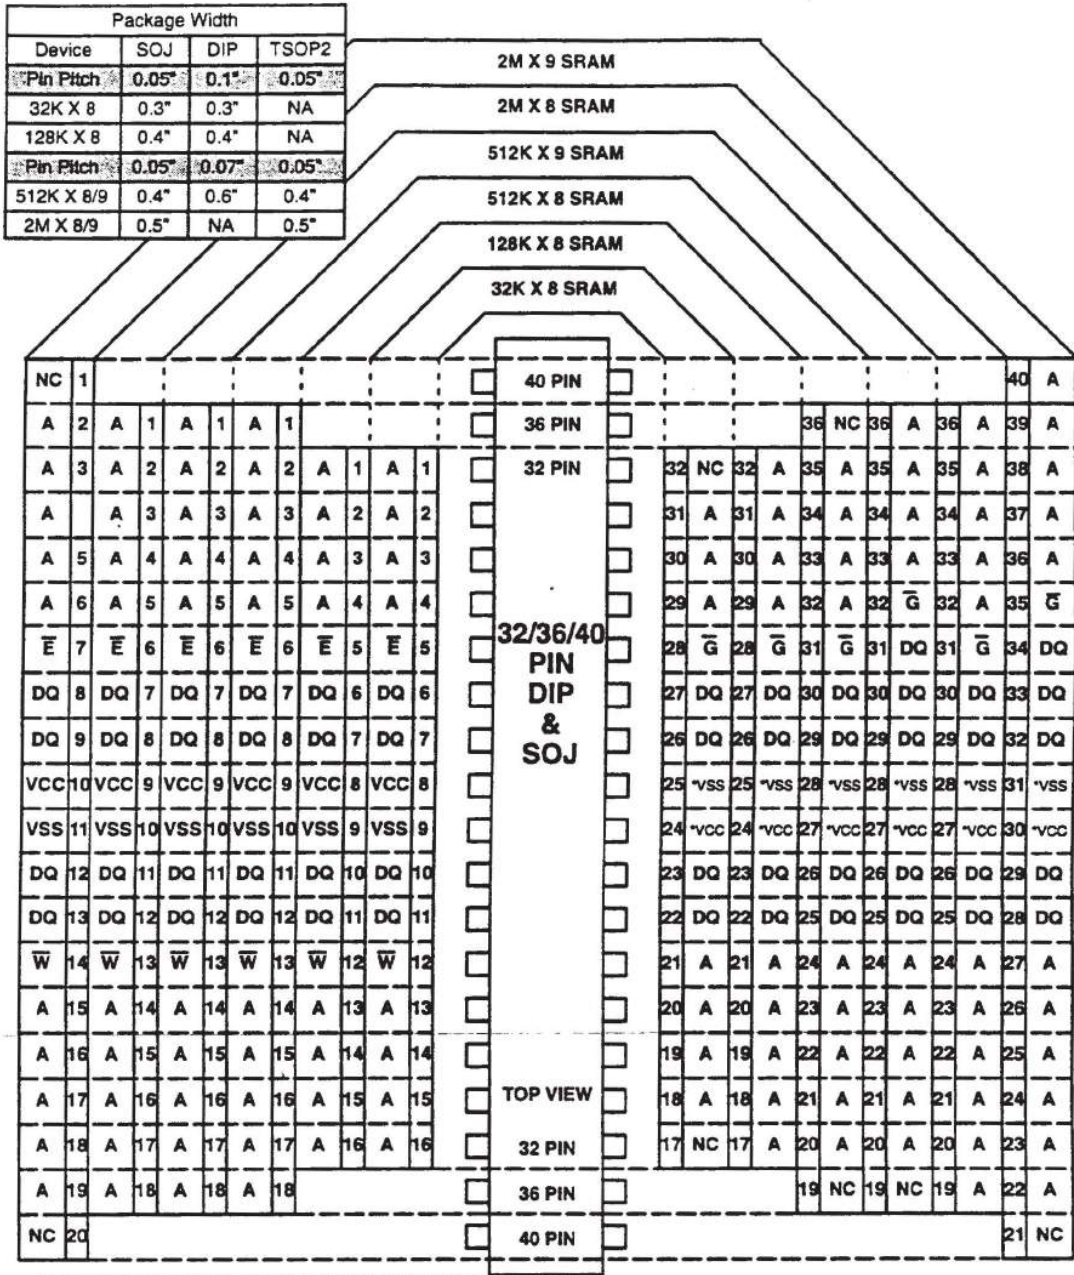 Package Width
Device SOJ DIP TSOP2
Pin Pitch 0.05" 0.1" 0.05"
32K X 8 0.3" 0.3" NA
128K X 8 0.4" 0.4" NA
Pin Pitch 0.05" 0.07" 0.05"
512K X 8/9 0.4" 0.6" 0.4"
2M X 8/9 0.5" NA 0.5"
2M X 9 SRAM
2M X 8 SRAM
512K X 9 SRAM
512K X 8 SRAM
128K X 8 SRAM
32K X 8 SRAM
NC 1 40 PIN 40 A
A 2 A 1 A 1 A 1 36 PIN 36 NC 36 A 36 A 39 A
A 3 A 2 A 2 A 2 A 1 A 1 32 PIN 32 NC 32 A 35 A 35 A 35 A 38 A
A A 3 A 3 A 3 A 2 A 2 31 A 31 A 34 A 34 A 34 A 37 A
A 5 A 4 A 4 A 4 A 3 A 3 30 A 30 A 33 A 33 A 33 A 36 A
A 6 A 5 A 5 A 5 A 4 A 4 29 A 29 A 32 A 32 G̅ 32 A 35 G̅
E̅ 7 E̅ 6 E̅ 6 E̅ 6 E̅ 5 E̅ 5 28 G̅ 28 G̅ 31 G̅ 31 DQ 31 G̅ 34 DQ
32/36/40
PIN
DIP
&
SOJ
DQ 8 DQ 7 DQ 7 DQ 7 DQ 6 DQ 6 27 DQ 27 DQ 30 DQ 30 DQ 30 DQ 33 DQ
DQ 9 DQ 8 DQ 8 DQ 8 DQ 7 DQ 7 26 DQ 26 DQ 29 DQ 29 DQ 29 DQ 32 DQ
VCC 10 VCC 9 VCC 9 VCC 9 VCC 8 VCC 8 25 *VSS 25 *VSS 28 *VSS 28 *VSS 28 *VSS 31 *VSS
VSS 11 VSS 10 VSS 10 VSS 10 VSS 9 VSS 9 24 *VCC 24 *VCC 27 *VCC 27 *VCC 27 *VCC 30 *VCC
DQ 12 DQ 11 DQ 11 DQ 11 DQ 10 DQ 10 23 DQ 23 DQ 26 DQ 26 DQ 26 DQ 29 DQ
DQ 13 DQ 12 DQ 12 DQ 12 DQ 11 DQ 11 22 DQ 22 DQ 25 DQ 25 DQ 25 DQ 28 DQ
W̅ 14 W̅ 13 W̅ 13 W̅ 13 W̅ 12 W̅ 12 21 A 21 A 24 A 24 A 24 A 27 A
A 15 A 14 A 14 A 14 A 13 A 13 20 A 20 A 23 A 23 A 23 A 26 A
A 16 A 15 A 15 A 15 A 14 A 14 19 A 19 A 22 A 22 A 22 A 25 A
A 17 A 16 A 16 A 16 A 15 A 15 TOP VIEW 18 A 18 A 21 A 21 A 21 A 24 A
A 18 A 17 A 17 A 17 A 16 A 16 32 PIN 17 NC 17 A 20 A 20 A 20 A 23 A
A 19 A 18 A 18 A 18 36 PIN 19 NC 19 NC 19 A 22 A
NC 20 40 PIN 21 NC